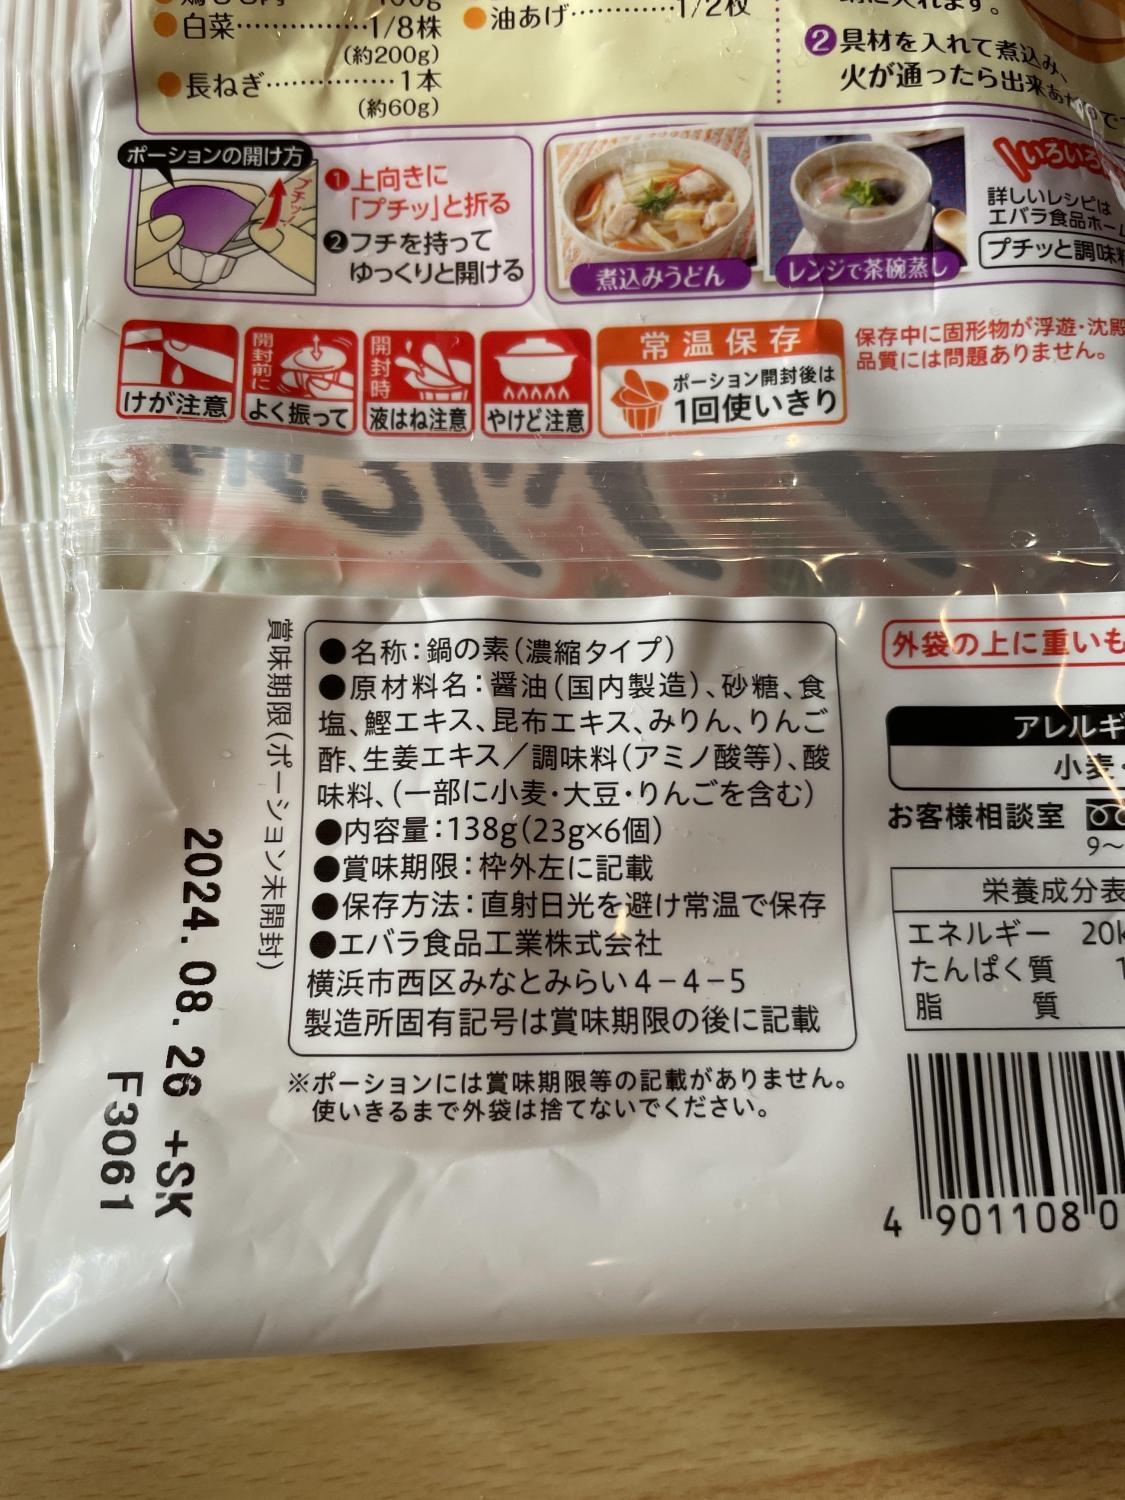 ●白菜……………1/8株
(約200g)
●長ねぎ……………1本
(約60g)
●油あげ…………1/2枚
❷具材を入れて煮込み、
火が通ったら出来
ポーションの開け方
プチッ!
❶上向きに
「プチッ」と折る
❷フチを持って
ゆっくりと開ける
煮込みうどん
レンジで茶碗蒸し
いろいろ
詳しいレシピは
エバラ食品ホーム
プチッと調味料
けが注意
開封前に
よく振って
開封時
液はね注意
やけど注意
常温保存
ポーション開封後は
1回使いきり
保存中に固形物が浮遊・沈殿
品質には問題ありません。
賞味期限(ポーション未開封)
2024.08.26 +SK
F3061
●名称:鍋の素(濃縮タイプ)
●原材料名:醤油(国内製造)、砂糖、食
塩、鰹エキス、昆布エキス、みりん、りんご
酢、生姜エキス/調味料(アミノ酸等)、酸
味料、(一部に小麦・大豆・りんごを含む)
●内容量:138g(23g×6個)
●賞味期限:枠外左に記載
●保存方法:直射日光を避け常温で保存
●エバラ食品工業株式会社
横浜市西区みなとみらい4-4-5
製造所固有記号は賞味期限の後に記載
※ポーションには賞味期限等の記載がありません。
使いきるまで外袋は捨てないでください。
外袋の上に重いも
アレルギ
小麦・
お客様相談室
9〜
栄養成分表
エネルギー 20k
たんぱく質 1
脂質
4 901108 0